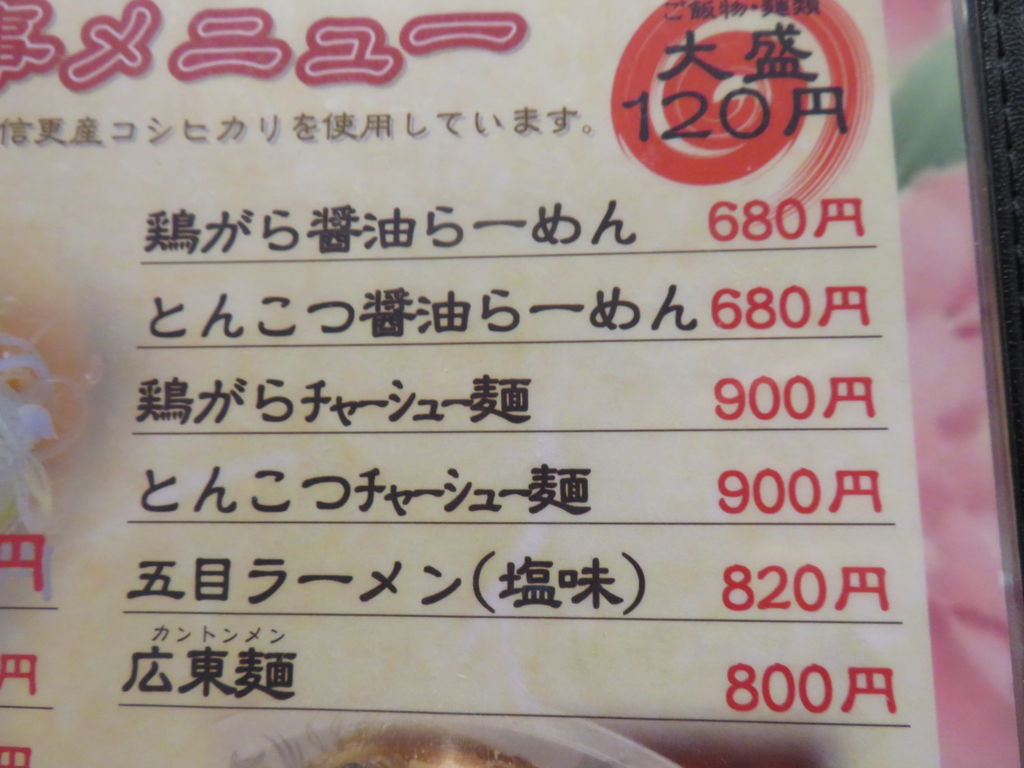 事メニュー
ご飯物・麺類
大盛
120円
信更産コシヒカリを使用しています。
鶏がら醤油らーめん 680円
とんこつ醤油らーめん 680円
鶏がらチャーシュー麺 900円
とんこつチャーシュー麺 900円
五目ラーメン(塩味) 820円
カントンメン
広東麺 800円
円
円
円